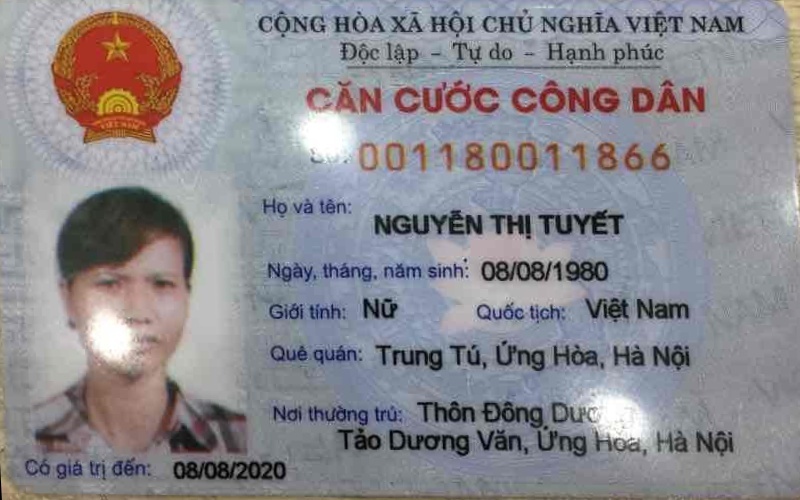 CỘNG HÒA XÃ HỘI CHỦ NGHĨA VIỆT NAM
Độc lập - Tự do - Hạnh phúc
CĂN CƯỚC CÔNG DÂN
001180011866
Họ và tên: NGUYỄN THỊ TUYẾT
Ngày, tháng, năm sinh: 08/08/1980
Giới tính: Nữ Quốc tịch: Việt Nam
Quê quán: Trung Tú, Ứng Hòa, Hà Nội
Nơi thường trú: Thôn Đông
Tảo Dương Văn, Ứng Hòa, Hà Nội
Có giá trị đến: 08/08/2020
VIỆT NAM